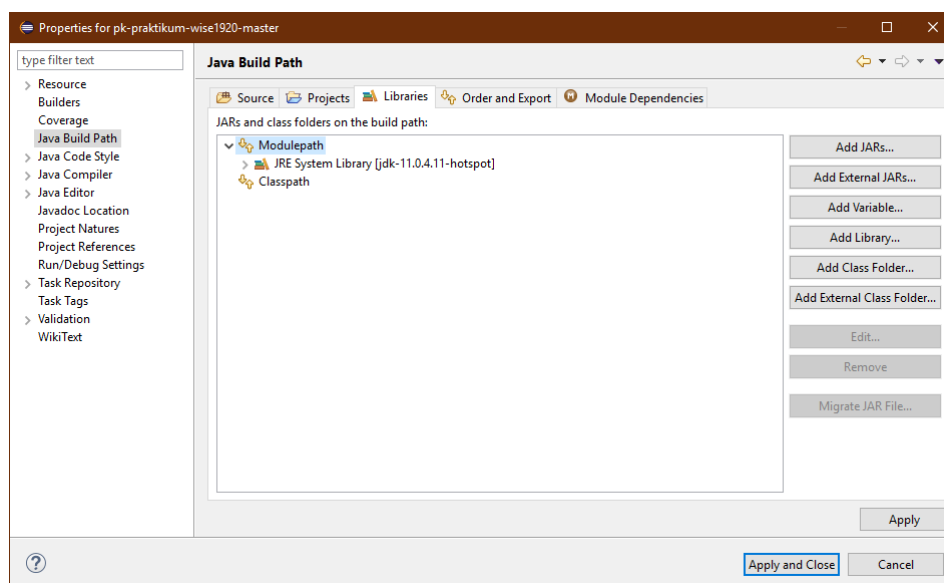 Properties for pk-praktikum-wise1920-master
type filter text
Resource
Builders
Coverage
Java Build Path
Java Code Style
Java Compiler
Java Editor
Javadoc Location
Project Natures
Project References
Run/Debug Settings
Task Repository
Task Tags
Validation
WikiText
Java Build Path
Source Projects Libraries Order and Export Module Dependencies
JARs and class folders on the build path:
Modulepath
JRE System Library [jdk-11.0.4.11-hotspot]
Classpath
Add JARs...
Add External JARs...
Add Variable...
Add Library...
Add Class Folder...
Add External Class Folder...
Edit...
Remove
Migrate JAR File...
Apply
Apply and Close Cancel